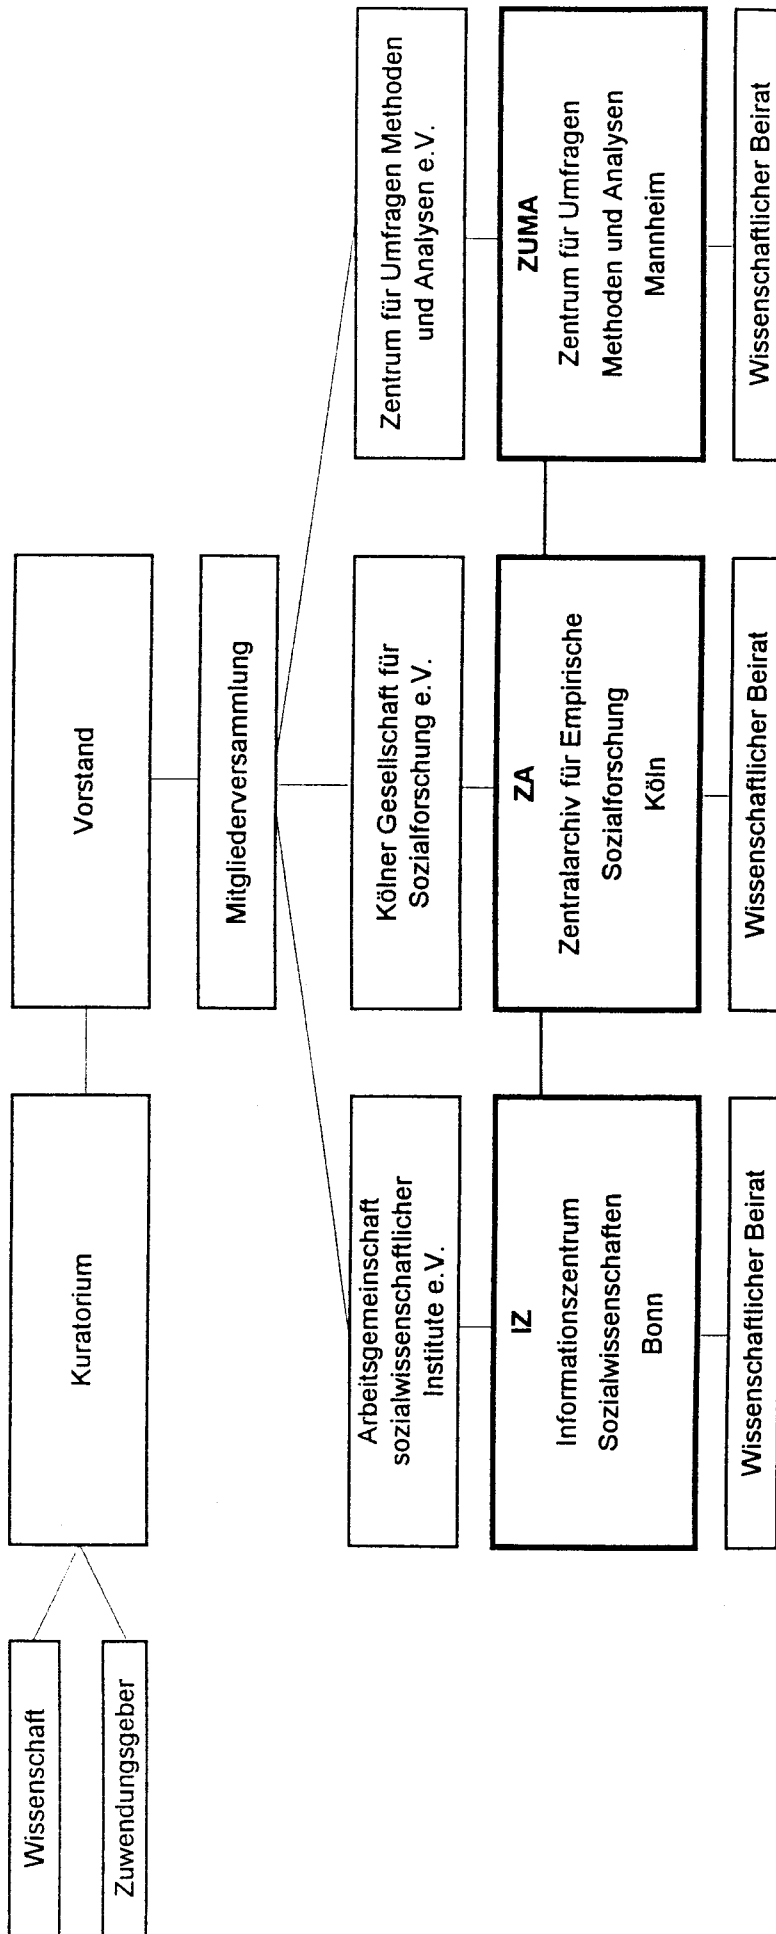 Wissenschaft
Zuwendungsgeber
Kuratorium
Vorstand
Mitgliederversammlung
Arbeitsgemeinschaft
sozialwissenschaftlicher
Institute e.V.
Kölner Gesellschaft für
Sozialforschung e.V.
Zentrum für Umfragen Methoden
und Analysen e.V.
IZ
Informationszentrum
Sozialwissenschaften
Bonn
ZA
Zentralarchiv für Empirische
Sozialforschung
Köln
ZUMA
Zentrum für Umfragen
Methoden und Analysen
Mannheim
Wissenschaftlicher Beirat
Wissenschaftlicher Beirat
Wissenschaftlicher Beirat